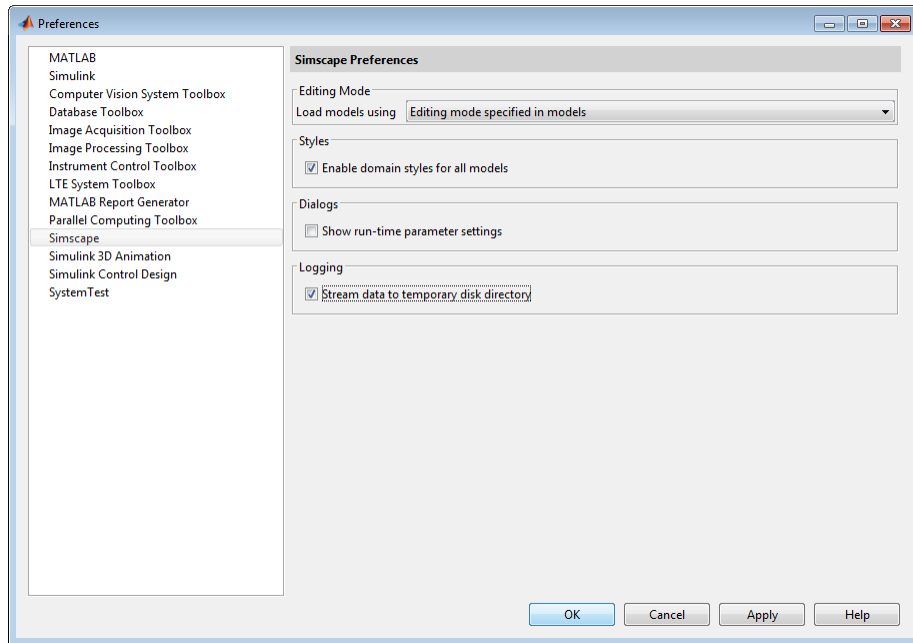 Preferences
MATLAB
Simulink
Computer Vision System Toolbox
Database Toolbox
Image Acquisition Toolbox
Image Processing Toolbox
Instrument Control Toolbox
LTE System Toolbox
MATLAB Report Generator
Parallel Computing Toolbox
Simscape
Simulink 3D Animation
Simulink Control Design
SystemTest
Simscape Preferences
Editing Mode
Load models using Editing mode specified in models
Styles
Enable domain styles for all models
Dialogs
Show run-time parameter settings
Logging
Stream data to temporary disk directory
OK Cancel Apply Help